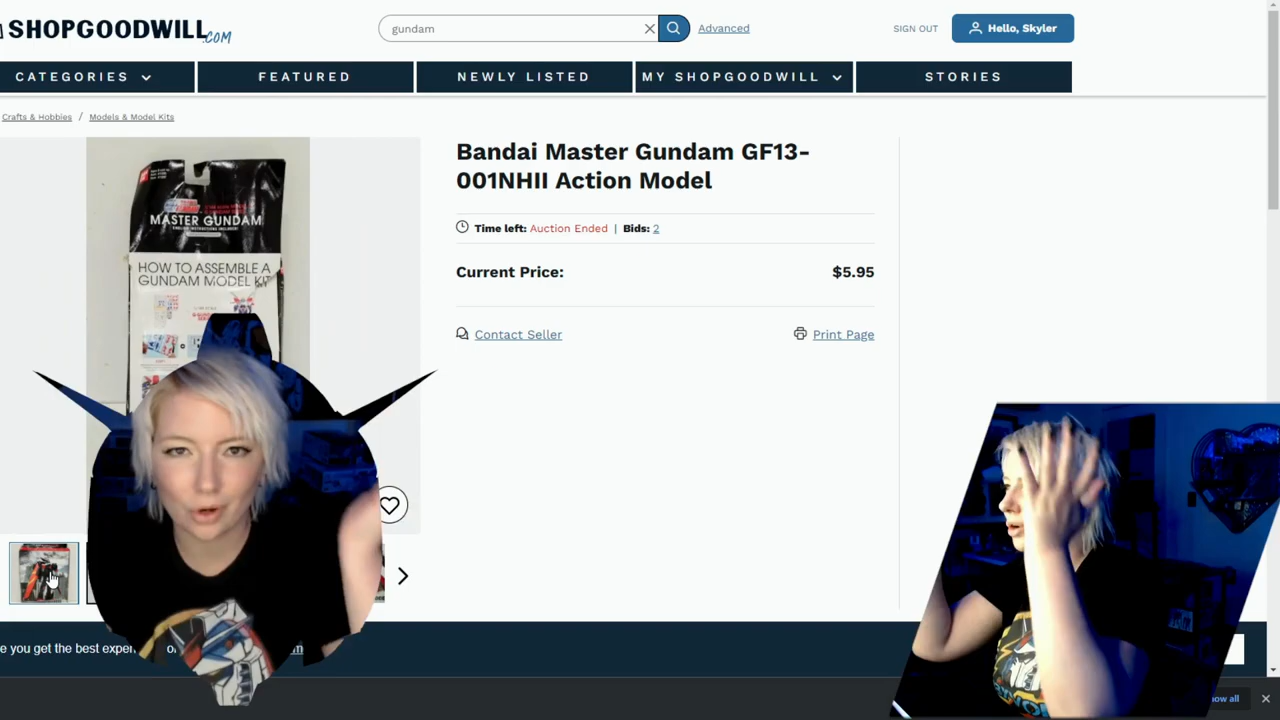 SHOPGOODWILL.COM
gundam
Advanced
SIGN OUT
Hello, Skyler
CATEGORIES
FEATURED
NEWLY LISTED
MY SHOPGOODWILL
STORIES
Crafts & Hobbies / Models & Model Kits
MASTER GUNDAM
HOW TO ASSEMBLE A
GUNDAM MODEL KIT
Bandai Master Gundam GF13-
001NHII Action Model
Time left: Auction Ended | Bids: 2
Current Price: $5.95
Contact Seller
Print Page
e you get the best exper